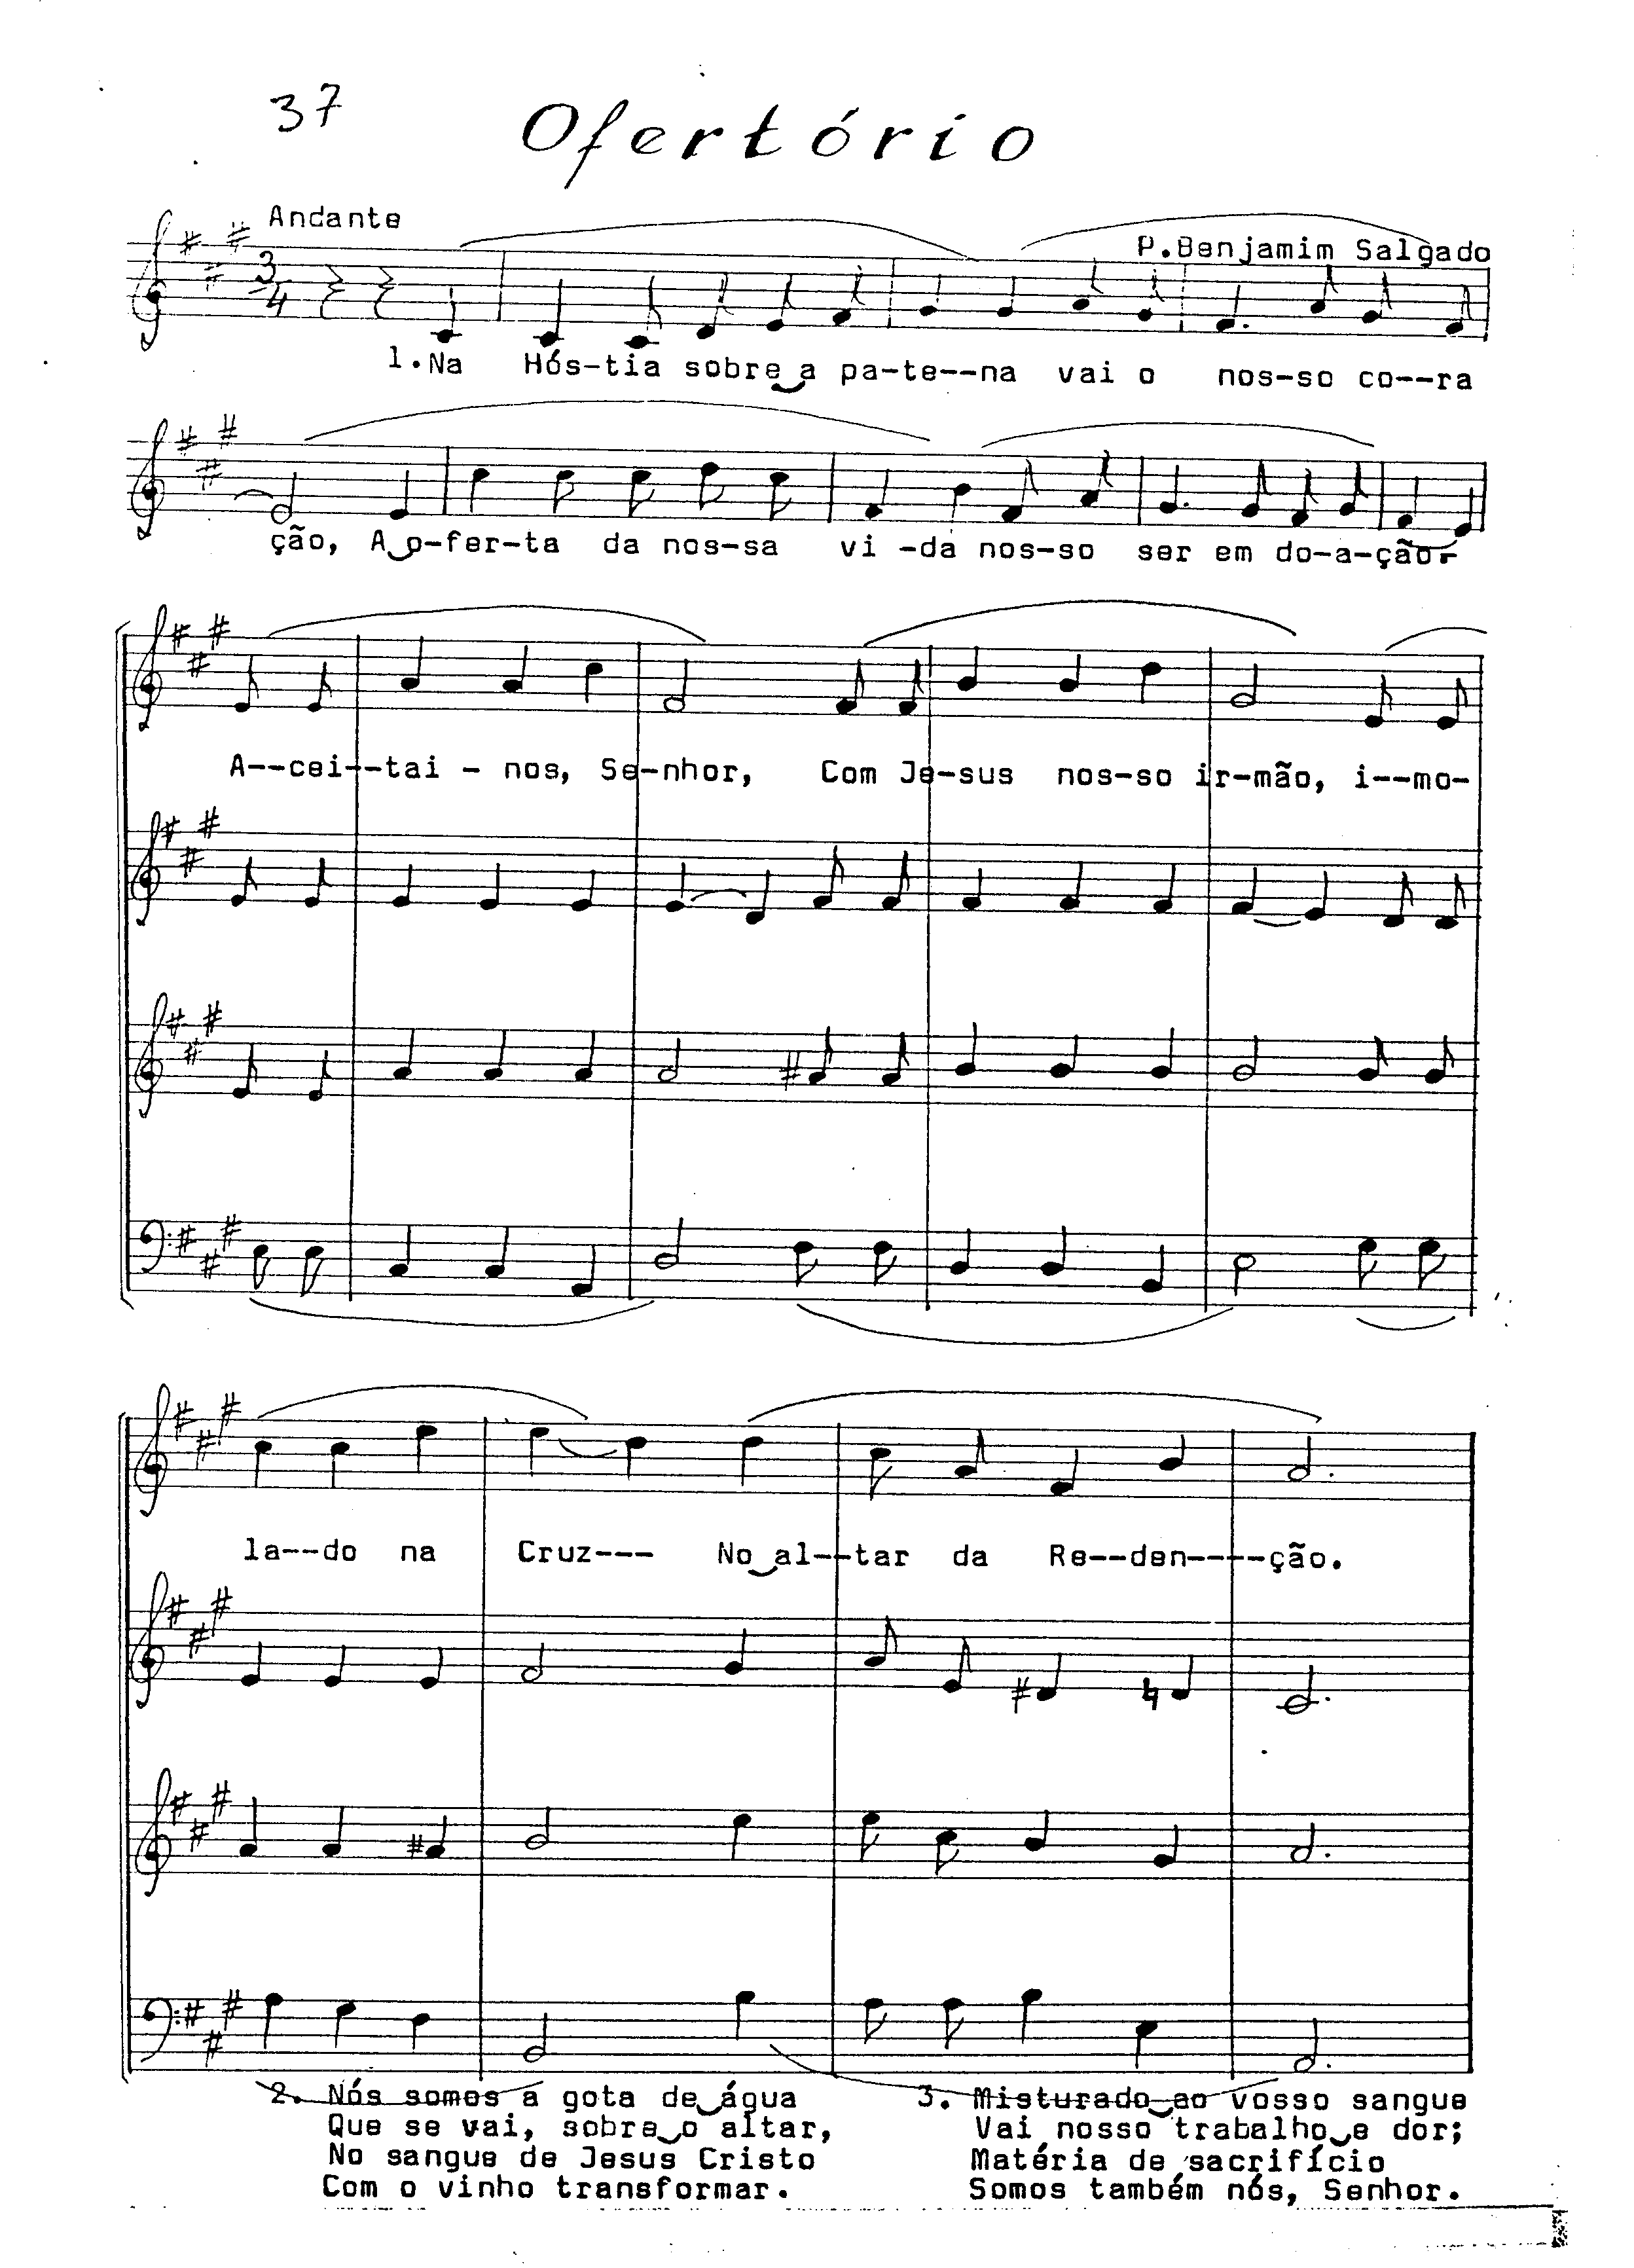 37
Ofertório
Andante
P.Benjamim Salgado
3/4
1.Na Hós-tia sobre‿a pa-te--na vai o nos-so co--ra
ção, A‿o-fer-ta da nos-sa vi -da nos-so ser em do-a-ção.-
A--cei--tai - nos, Se-nhor, Com Je-sus nos-so ir-mão, i--mo-
la--do na Cruz--- No‿al--tar da Re--den----ção.
2. Nós somos a gota de‿água
Que se vai, sobre‿o altar,
No sangue de Jesus Cristo
Com o vinho transformar.
3. Misturado‿ao vosso sangue
Vai nosso trabalho‿e dor;
Matéria de sacrifício
Somos também nós, Senhor.